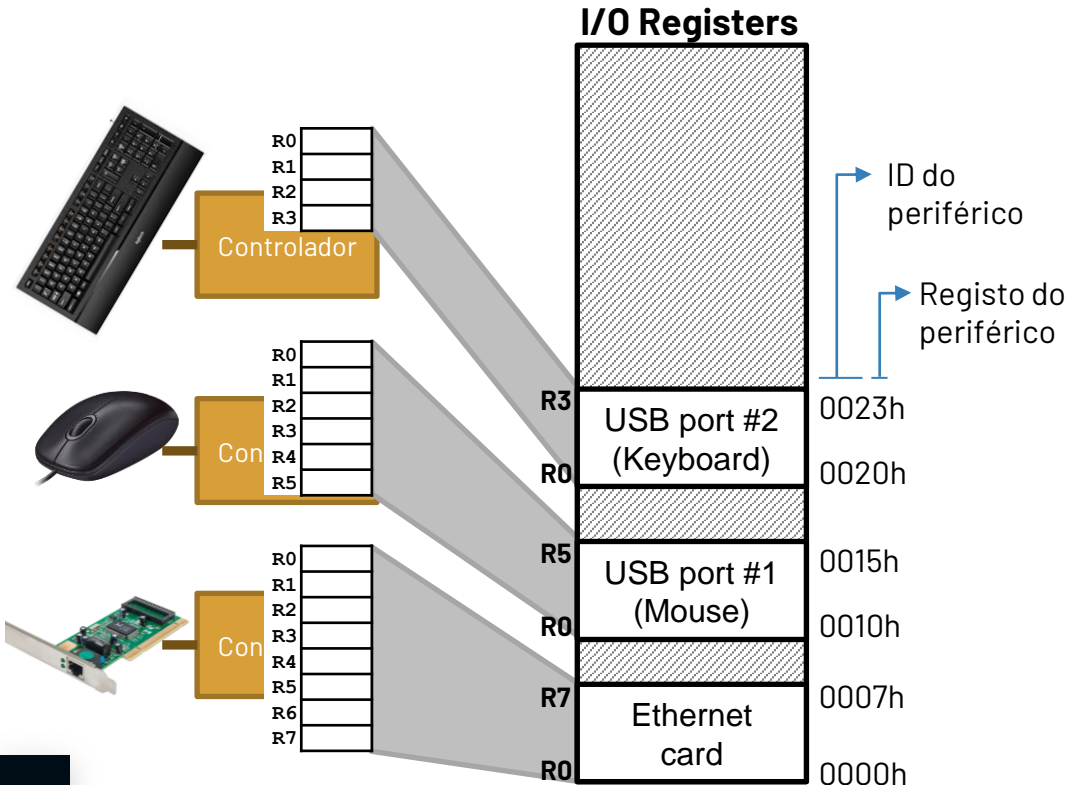 I/O Registers
R0
R1
R2
R3
Controlador
R0
R1
R2
R3
R4
R5
Con
R0
R1
R2
R3
R4
R5
R6
R7
Con
R3
R0
USB port #2
(Keyboard)
0023h
0020h
R5
R0
USB port #1
(Mouse)
0015h
0010h
R7
R0
Ethernet
card
0007h
0000h
ID do
periférico
Registo do
periférico